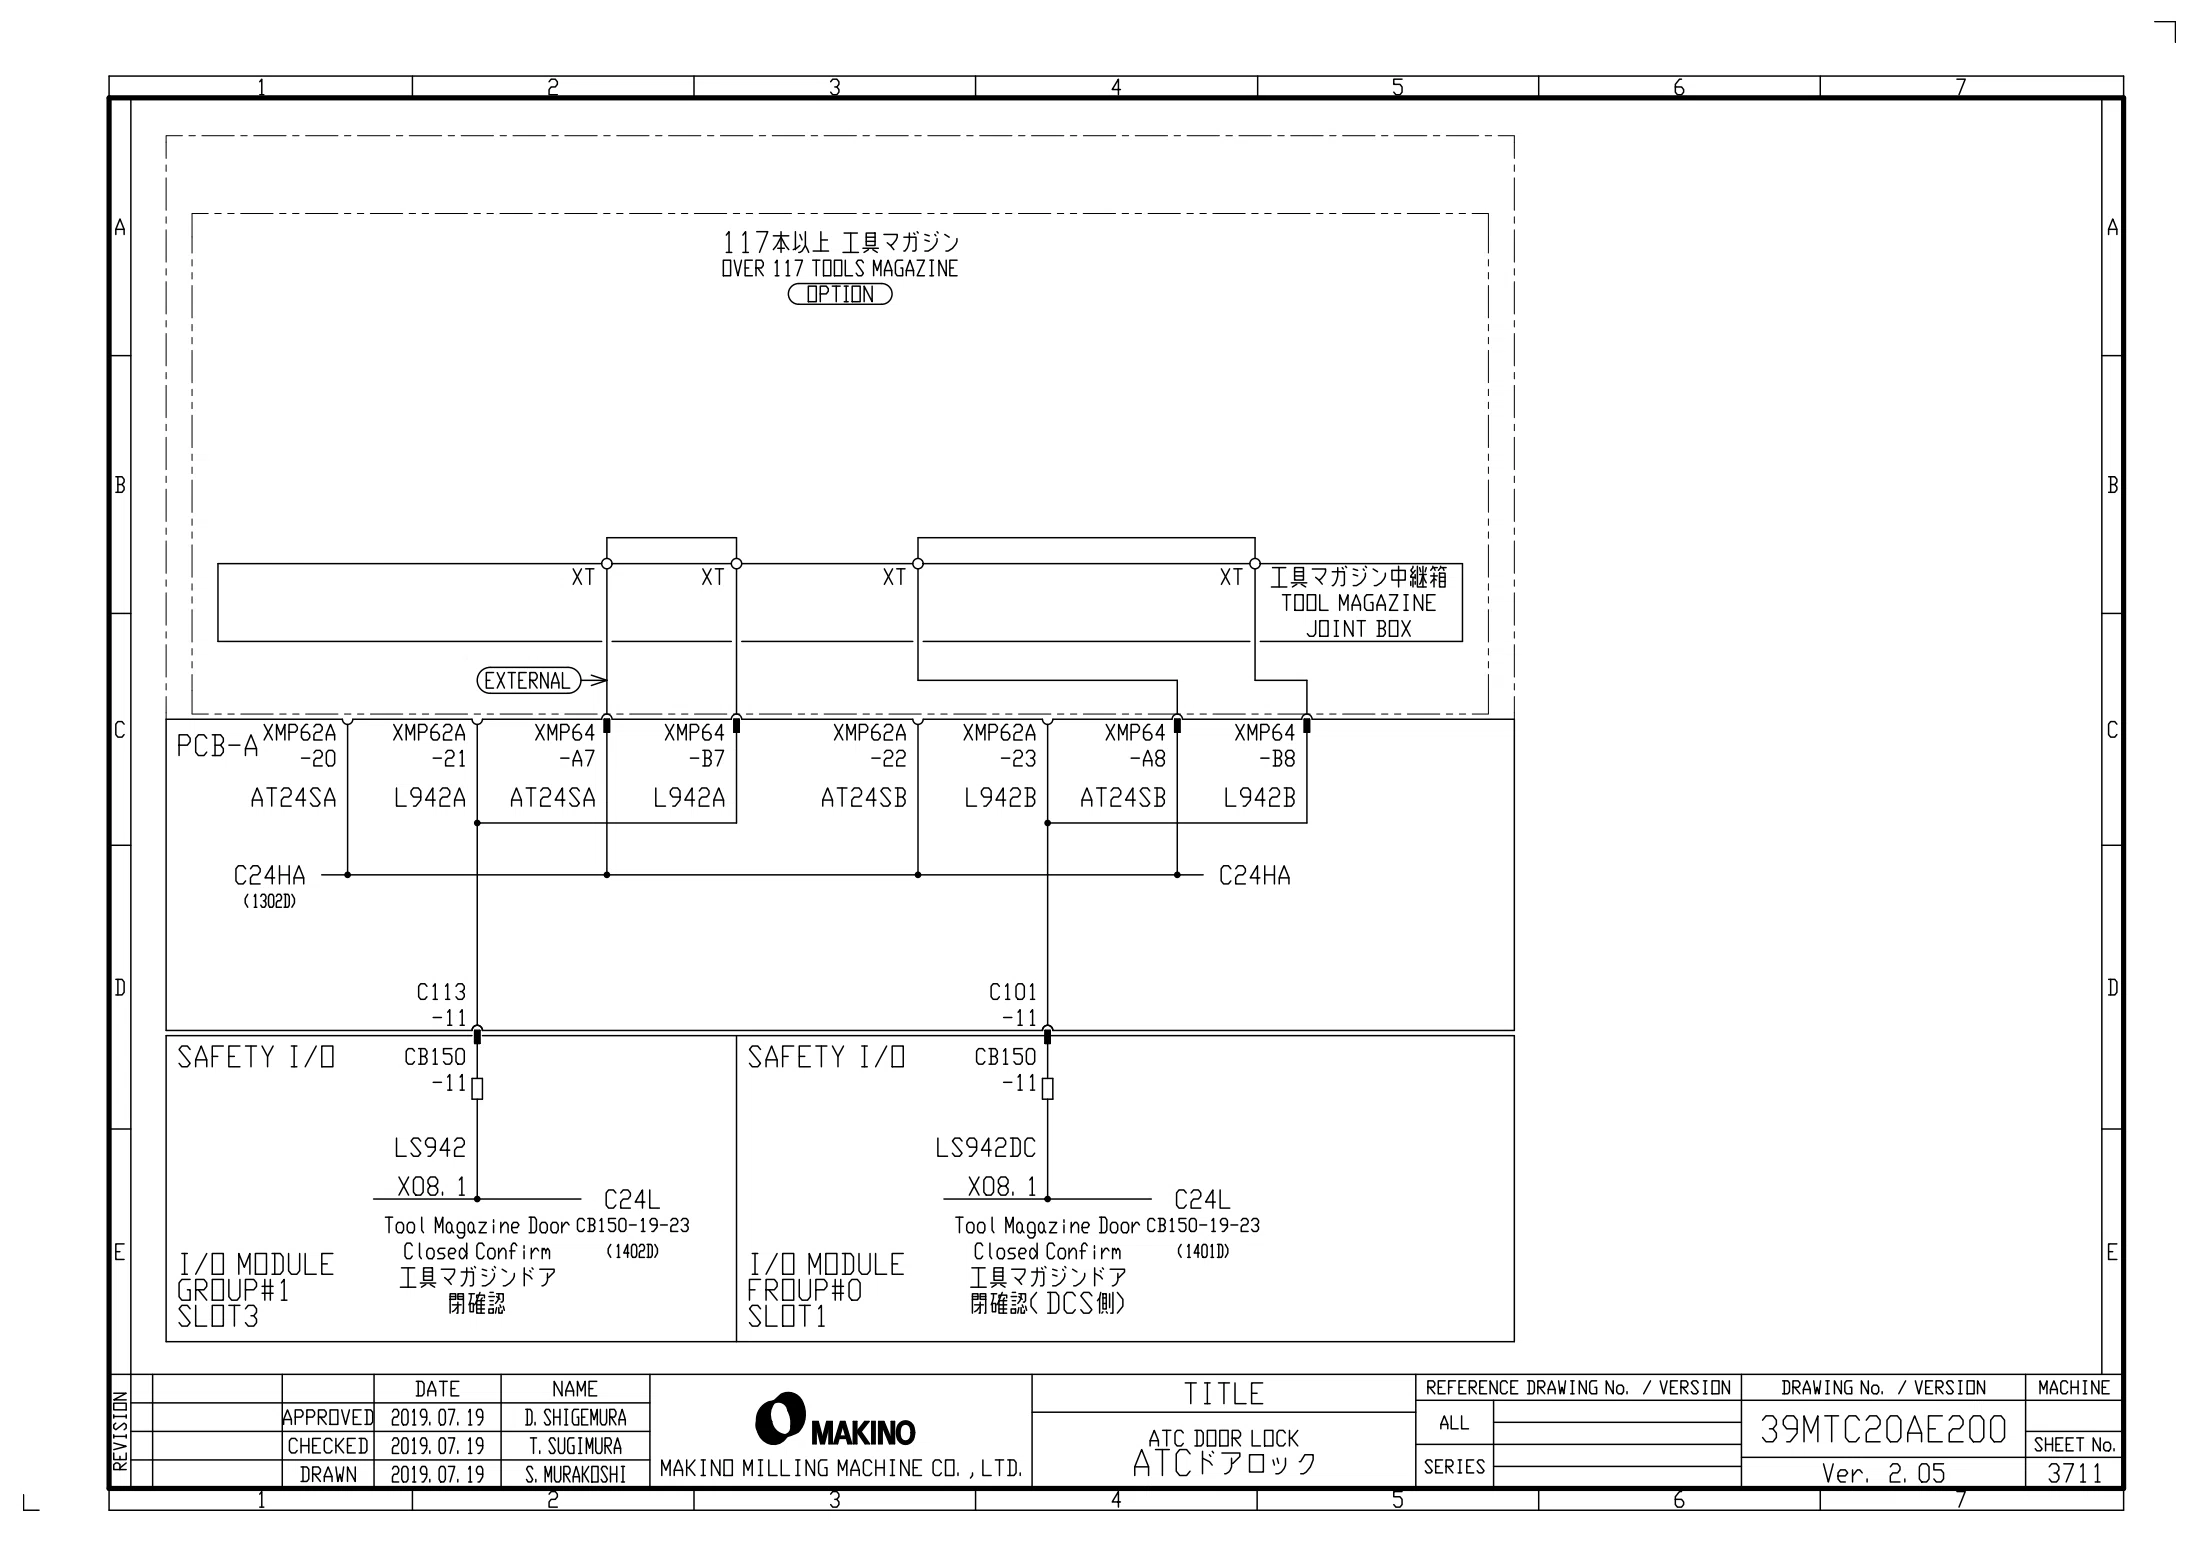 1 2 3 4 5 6 7
A A
B B
C C
D D
E E
117本以上 工具マガジン
OVER 117 TOOLS MAGAZINE
OPTION
XT XT XT XT
工具マガジン中継箱
TOOL MAGAZINE
JOINT BOX
EXTERNAL
PCB-A
XMP62A XMP62A XMP64 XMP64 XMP62A XMP62A XMP64 XMP64
-20 -21 -A7 -B7 -22 -23 -A8 -B8
AT24SA L942A AT24SA L942A AT24SB L942B AT24SB L942B
C24HA C24HA
(1302D)
C113 C101
-11 -11
SAFETY I/O
CB150
-11
LS942
X08.1
C24L
Tool Magazine Door CB150-19-23
Closed Confirm (1402D)
工具マガジンドア
閉確認
I/O MODULE
GROUP#1
SLOT3
SAFETY I/O
CB150
-11
LS942DC
X08.1
C24L
Tool Magazine Door CB150-19-23
Closed Confirm (1401D)
工具マガジンドア
閉確認(DCS側)
I/O MODULE
FROUP#0
SLOT1
REVISION
DATE NAME
APPROVED 2019.07.19 D. SHIGEMURA
CHECKED 2019.07.19 T. SUGIMURA
DRAWN 2019.07.19 S. MURAKOSHI
MAKINO
MAKINO MILLING MACHINE CO.,LTD.
TITLE
ATC DOOR LOCK
ATCドアロック
REFERENCE DRAWING No. / VERSION
ALL
SERIES
DRAWING No. / VERSION
39MTC20AE200
Ver. 2.05
MACHINE
SHEET No.
3711
1 2 3 4 5 6 7